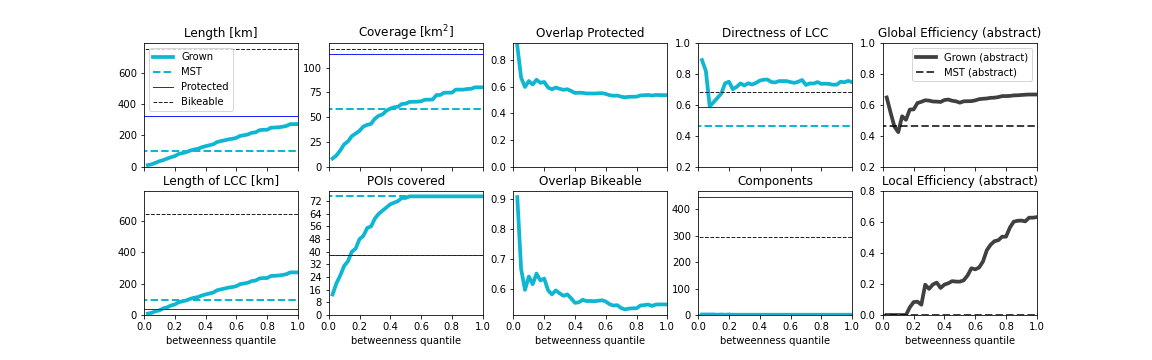 Length [km]
Coverage [km²]
Overlap Protected
Directness of LCC
Global Efficiency (abstract)
Grown
MST
Protected
Bikeable
Grown (abstract)
MST (abstract)
600
400
200
0
100
75
50
25
0
0.8
0.6
0.4
0.2
0.0
1.0
0.8
0.6
0.4
0.2
1.0
0.8
0.6
0.4
0.2
Length of LCC [km]
POIs covered
Overlap Bikeable
Components
Local Efficiency (abstract)
600
400
200
0
72
64
56
48
40
32
24
16
8
0
0.9
0.8
0.7
0.6
400
300
200
100
0
0.8
0.6
0.4
0.2
0.0
0.0 0.2 0.4 0.6 0.8 1.0
0.0 0.2 0.4 0.6 0.8 1.0
0.0 0.2 0.4 0.6 0.8 1.0
0.0 0.2 0.4 0.6 0.8 1.0
0.0 0.2 0.4 0.6 0.8 1.0
betweenness quantile
betweenness quantile
betweenness quantile
betweenness quantile
betweenness quantile